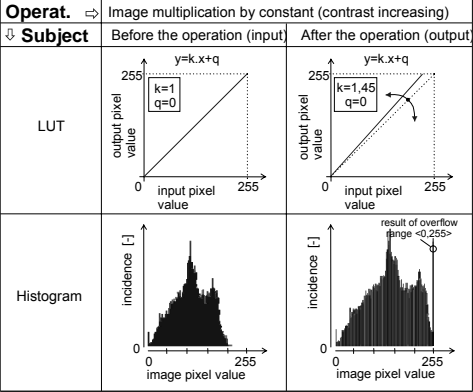 Operat. ⇨ Image multiplication by constant (contrast increasing)
⇩ Subject Before the operation (input) After the operation (output)
LUT
y=k.x+q
255
k=1
q=0
output pixel
value
0 input pixel 255
value
y=k.x+q
255
k=1,45
q=0
output pixel
value
0 input pixel 255
value
Histogram
incidence [-]
0
0 255
image pixel value
result of overflow
range <0,255>
incidence [-]
0
0 255
image pixel value